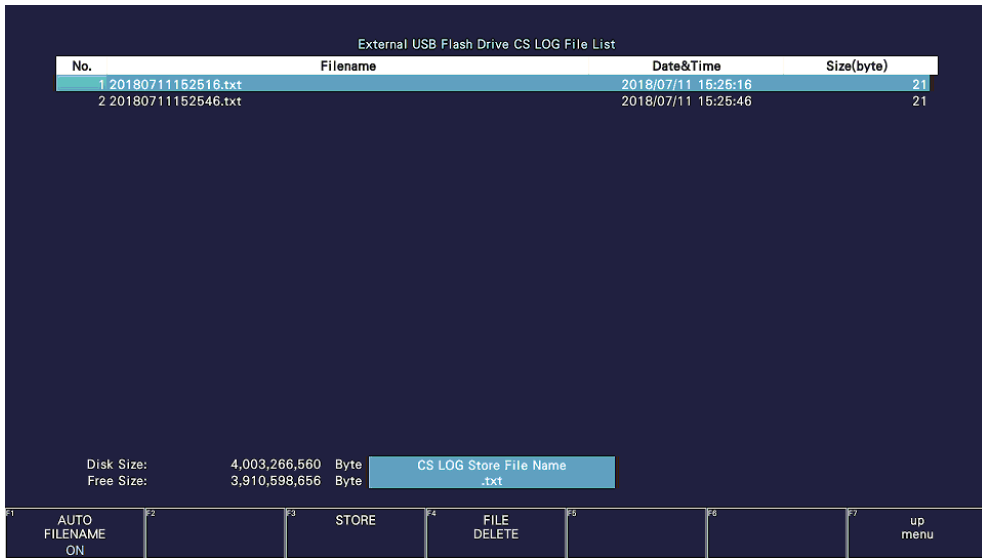 External USB Flash Drive CS LOG File List
No. Filename Date&Time Size(byte)
1 20180711152516.txt 2018/07/11 15:25:16 21
2 20180711152546.txt 2018/07/11 15:25:46 21
Disk Size: 4,003,266,560 Byte
Free Size: 3,910,598,656 Byte
CS LOG Store File Name
.txt
F1 AUTO FILENAME ON
F2
F3 STORE
F4 FILE DELETE
F5
F6
F7 up menu